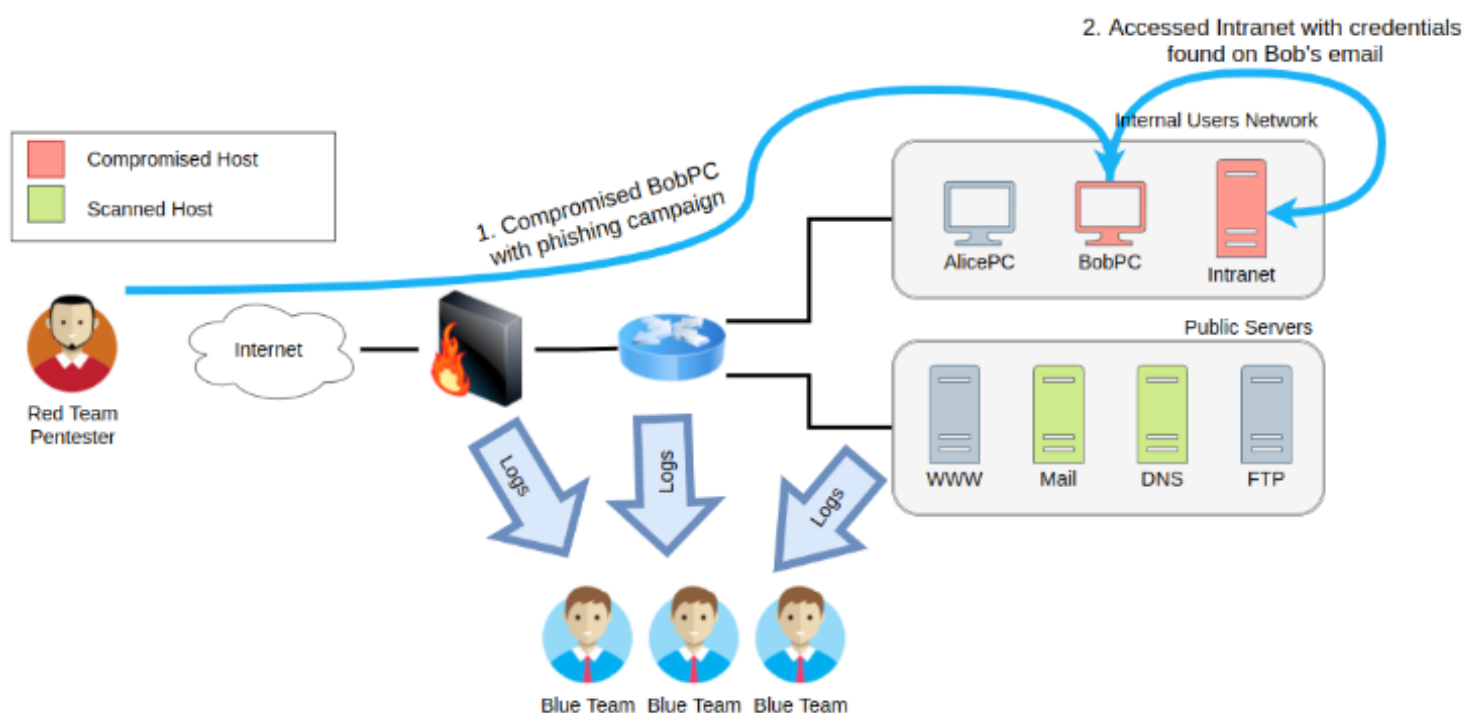 2. Accessed Intranet with credentials
found on Bob's email
Internal Users Network
Compromised Host
Scanned Host
1. Compromised BobPC
with phishing campaign
AlicePC
BobPC
Intranet
Public Servers
Internet
Red Team
Pentester
WWW
Mail
DNS
FTP
Logs
Logs
Logs
Blue Team
Blue Team
Blue Team